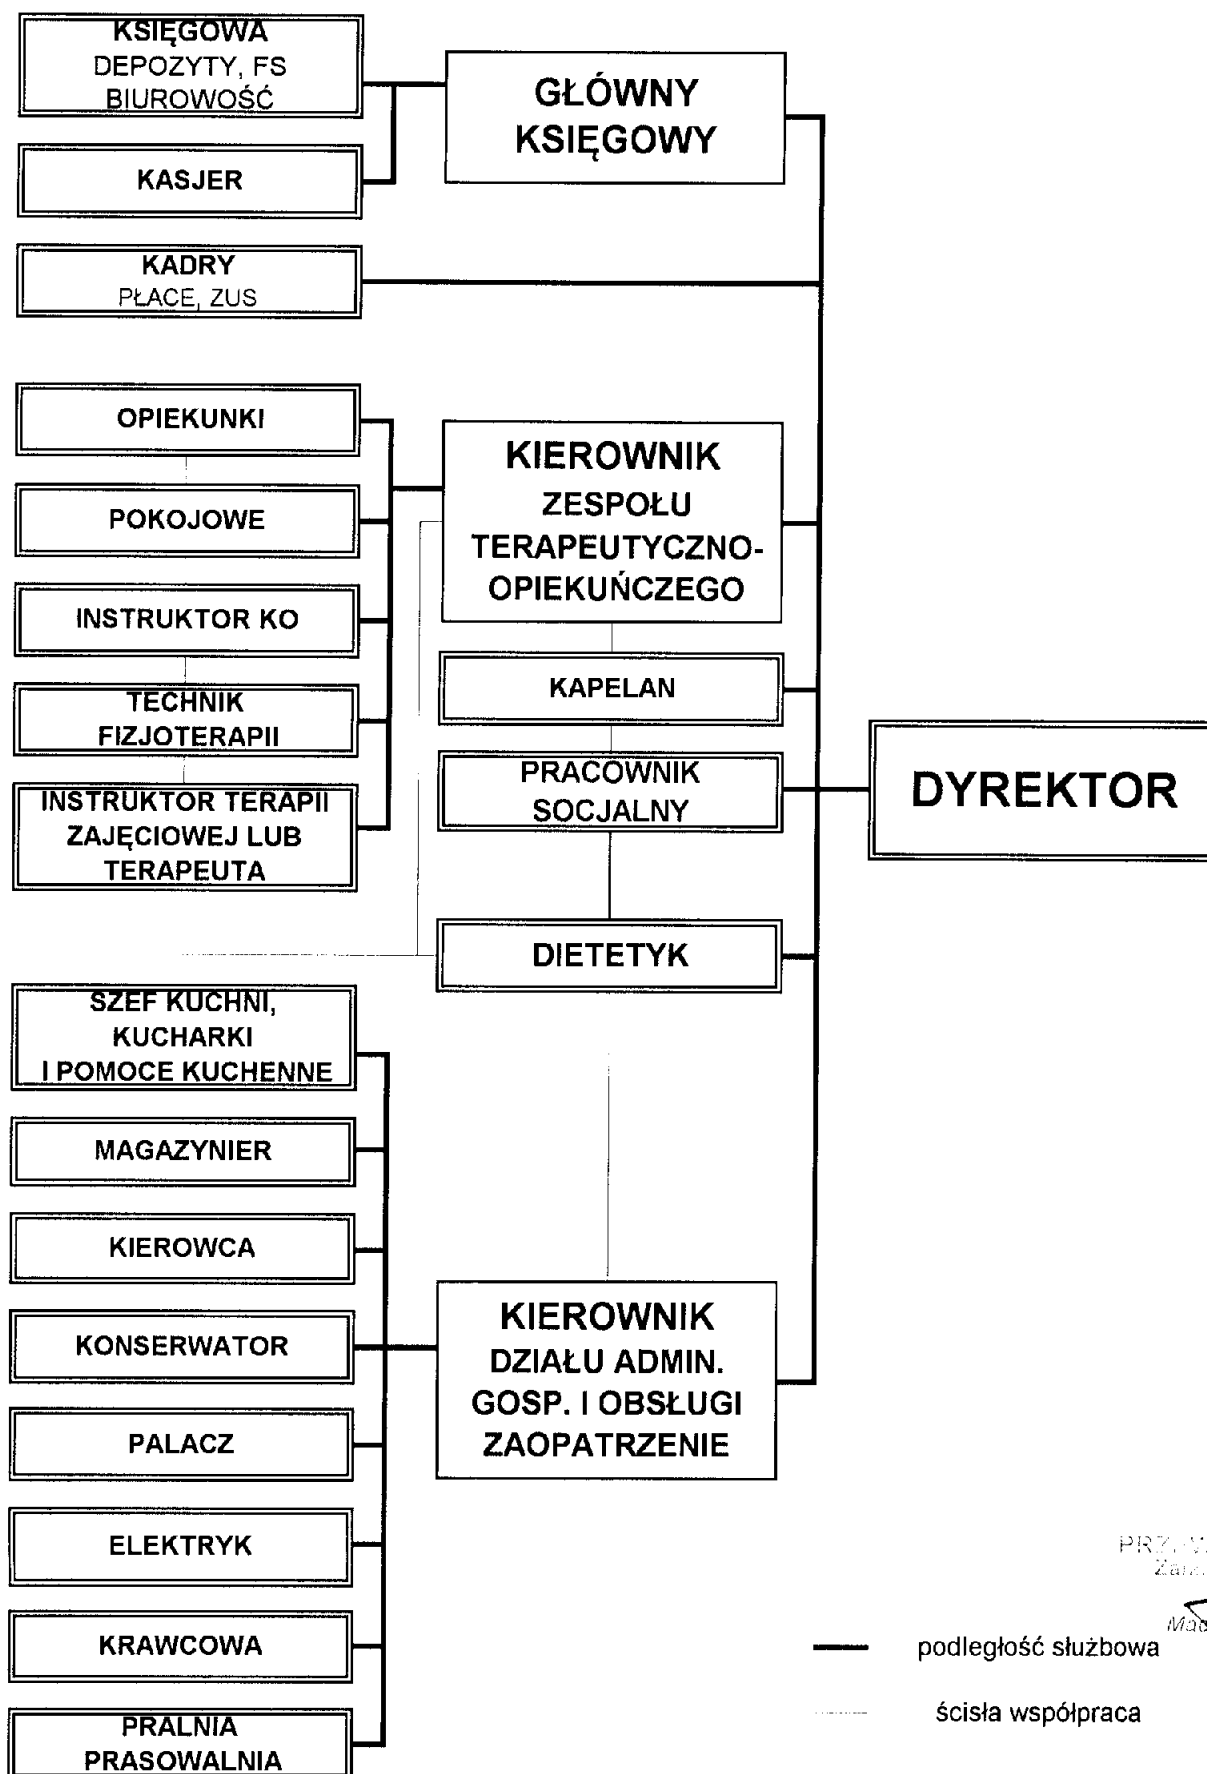 KSIĘGOWA
DEPOZYTY, FS
BIUROWOŚĆ
GŁÓWNY
KSIĘGOWY
KASJER
KADRY
PŁACE, ZUS
OPIEKUNKI
POKOJOWE
INSTRUKTOR KO
TECHNIK
FIZJOTERAPII
INSTRUKTOR TERAPII
ZAJĘCIOWEJ LUB
TERAPEUTA
KIEROWNIK
ZESPOŁU
TERAPEUTYCZNO-
OPIEKUŃCZEGO
KAPELAN
PRACOWNIK
SOCJALNY
DYREKTOR
DIETETYK
SZEF KUCHNI,
KUCHARKI
I POMOCE KUCHENNE
MAGAZYNIER
KIEROWCA
KONSERWATOR
PALACZ
ELEKTRYK
KRAWCOWA
PRALNIA
PRASOWALNIA
KIEROWNIK
DZIAŁU ADMIN.
GOSP. I OBSŁUGI
ZAOPATRZENIE
podległość służbowa
ścisła współpraca